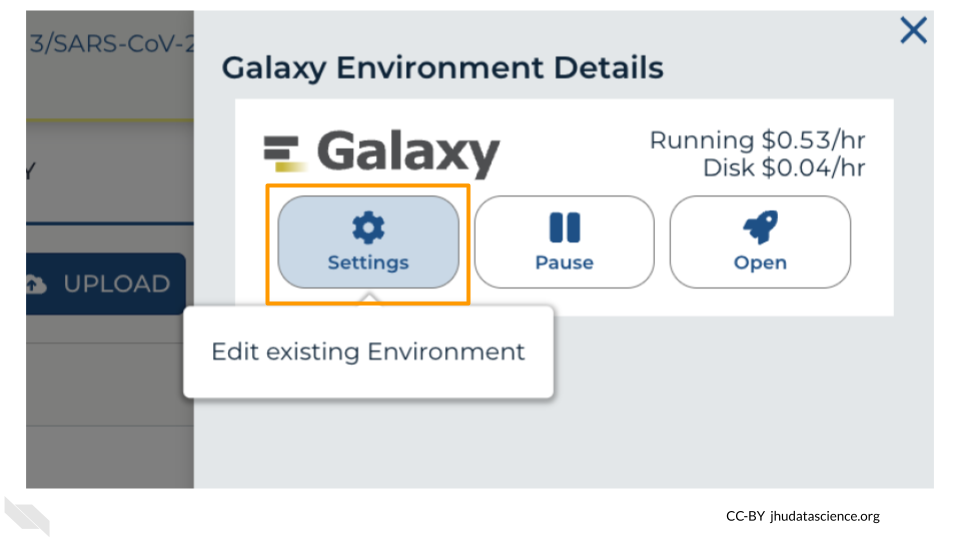 3/SARS-CoV-2
Galaxy Environment Details
Galaxy
Running $0.53/hr
Disk $0.04/hr
Y
Settings
Pause
Open
UPLOAD
Edit existing Environment
CC-BY jhudatascience.org